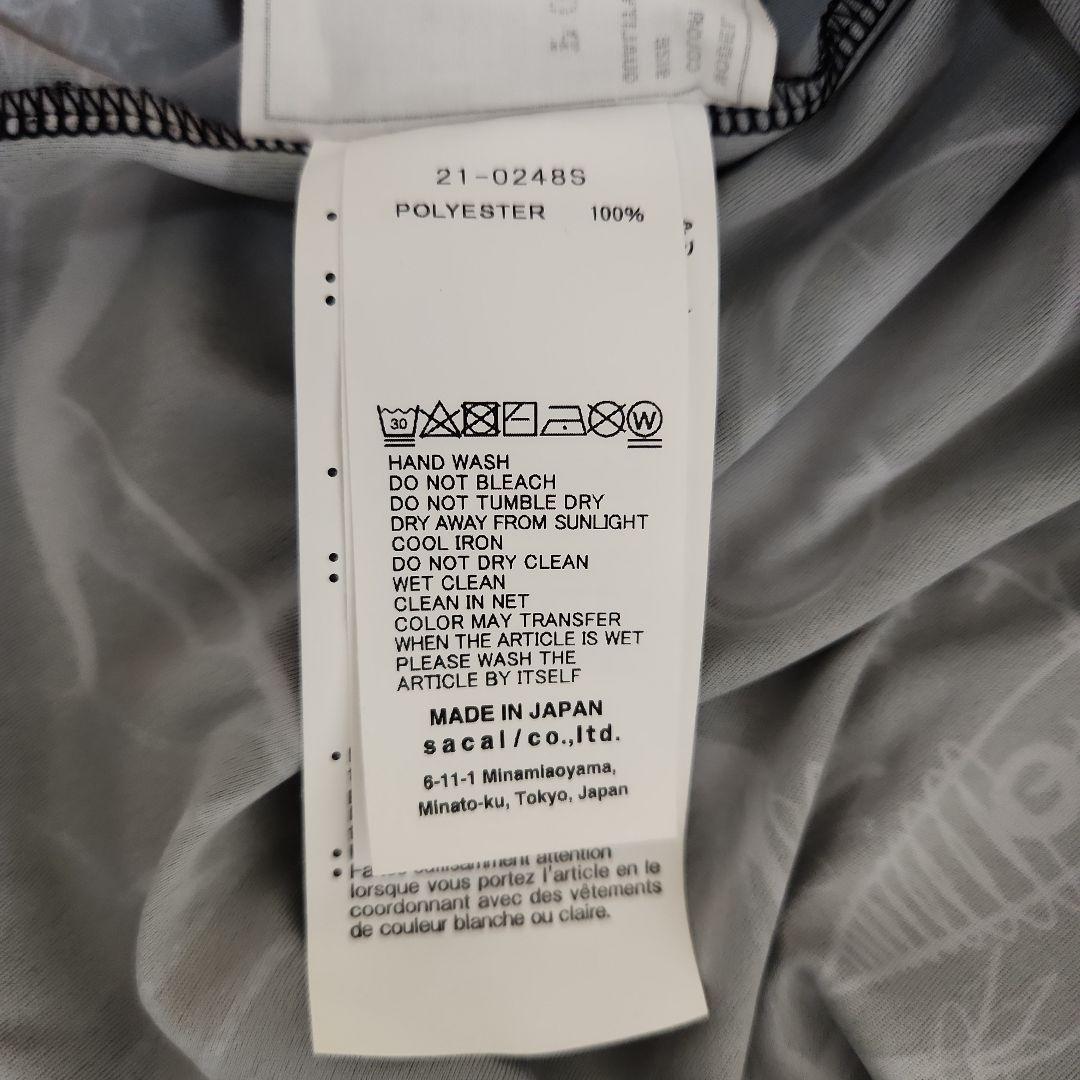 21-0248S
POLYESTER 100%
30
W
HAND WASH
DO NOT BLEACH
DO NOT TUMBLE DRY
DRY AWAY FROM SUNLIGHT
COOL IRON
DO NOT DRY CLEAN
WET CLEAN
CLEAN IN NET
COLOR MAY TRANSFER
WHEN THE ARTICLE IS WET
PLEASE WASH THE
ARTICLE BY ITSELF
MADE IN JAPAN
sacai/co.,ltd.
6-11-1 Minamiaoyama,
Minato-ku, Tokyo, Japan
attention
lorsque vous portez l'article en le
coordonnant avec des vêtements
de couleur blanche ou claire.